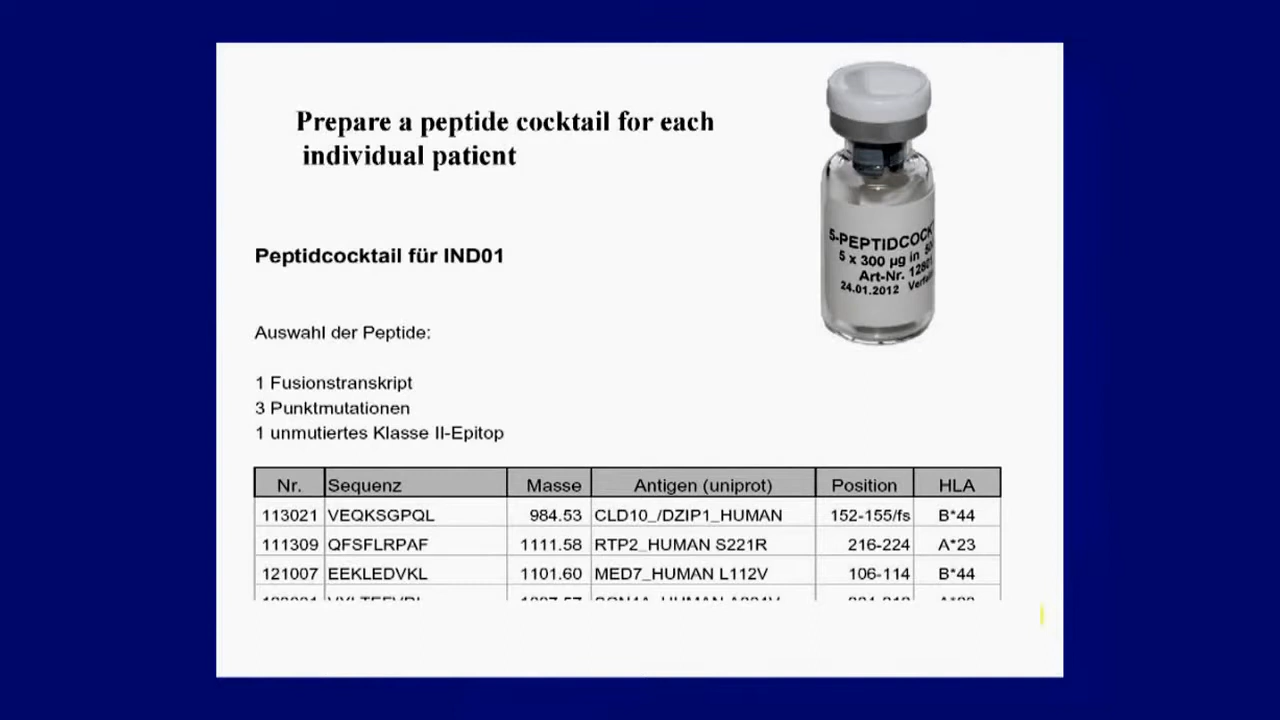 Prepare a peptide cocktail for each
individual patient
5-PEPTIDCOCK
5 x 300 µg in
Art-Nr.
24.01.2012
Peptidcocktail für IND01
Auswahl der Peptide:
1 Fusionstranskript
3 Punktmutationen
1 unmutiertes Klasse II-Epitop
Nr. Sequenz Masse Antigen (uniprot) Position HLA
113021 VEQKSGPQL 984.53 CLD10_/DZIP1_HUMAN 152-155/fs B*44
111309 QFSFLRPAF 1111.58 RTP2_HUMAN S221R 216-224 A*23
121007 EEKLEDVKL 1101.60 MED7_HUMAN L112V 106-114 B*44